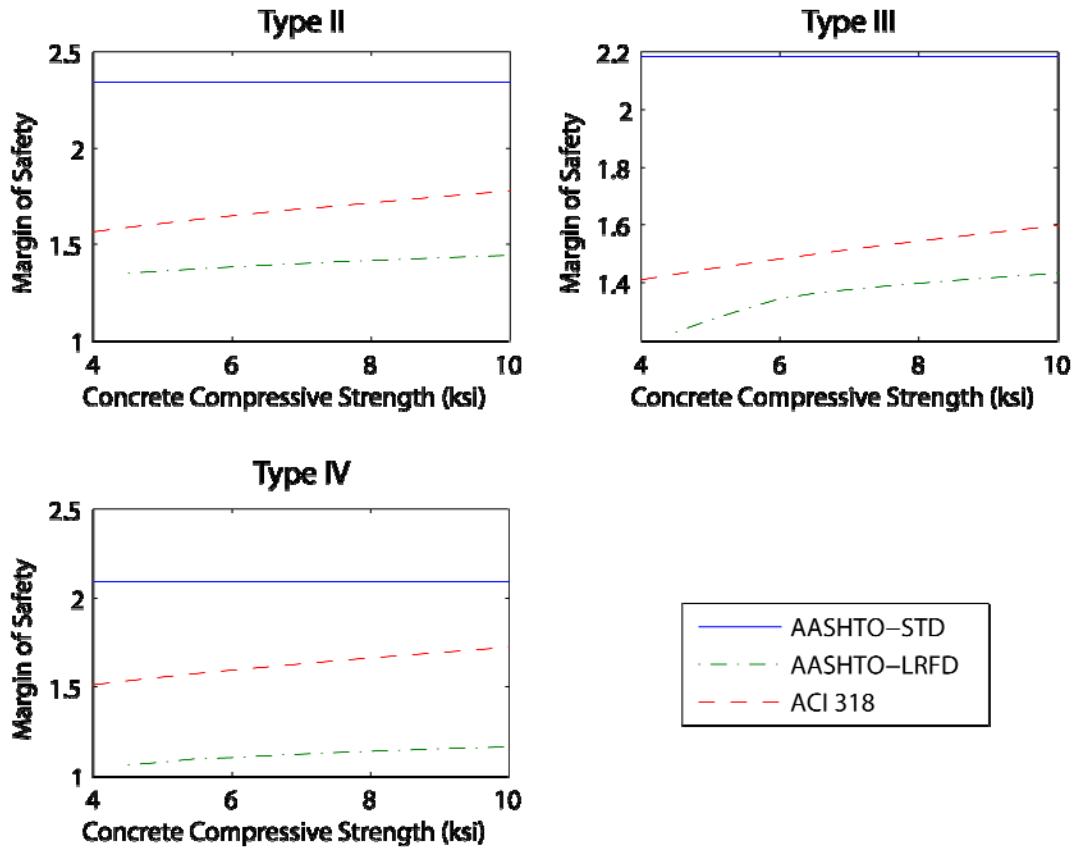 Type II
2.5
2
1.5
1
Margin of Safety
4 6 8 10
Concrete Compressive Strength (ksi)
Type III
2.2
2
1.8
1.6
1.4
Margin of Safety
4 6 8 10
Concrete Compressive Strength (ksi)
Type IV
2.5
2
1.5
1
Margin of Safety
4 6 8 10
Concrete Compressive Strength (ksi)
AASHTO–STD
AASHTO–LRFD
ACI 318